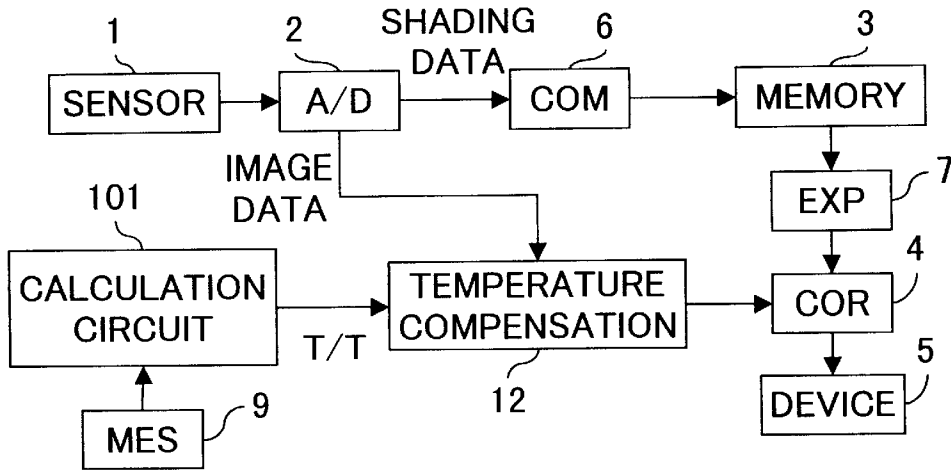 1
2
SHADING
DATA
6
3
SENSOR
A/D
COM
MEMORY
IMAGE
DATA
7
EXP
101
CALCULATION
CIRCUIT
T/T
TEMPERATURE
COMPENSATION
12
4
COR
5
DEVICE
MES
9